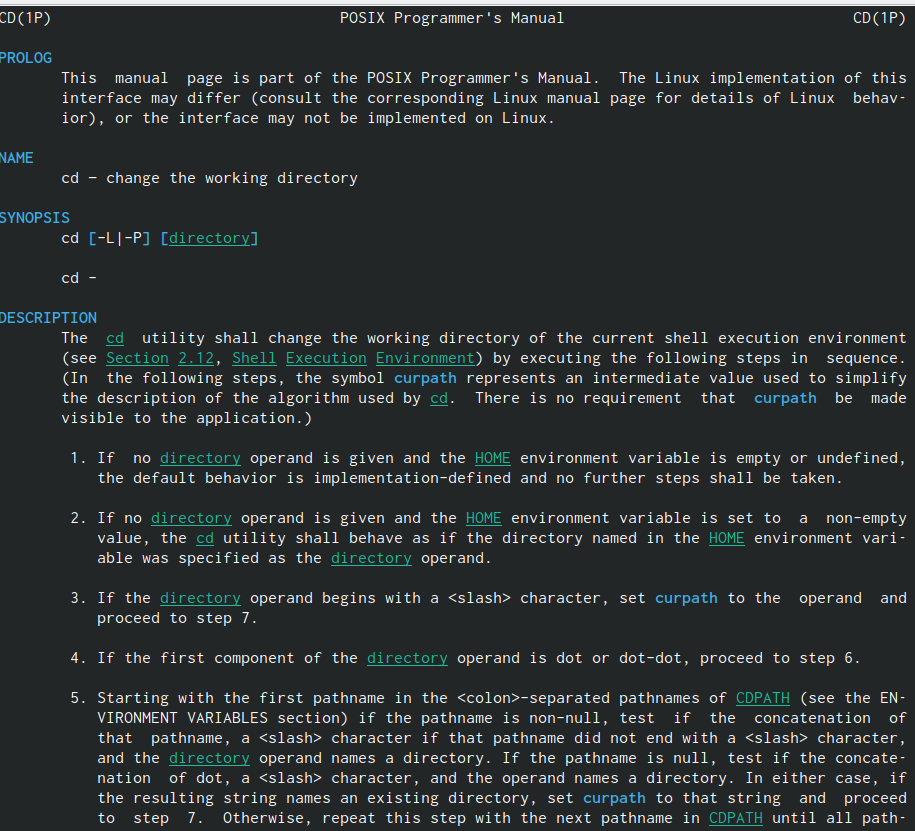 CD(1P) POSIX Programmer's Manual CD(1P)
PROLOG
This manual page is part of the POSIX Programmer's Manual. The Linux implementation of this
interface may differ (consult the corresponding Linux manual page for details of Linux behav-
ior), or the interface may not be implemented on Linux.
NAME
cd – change the working directory
SYNOPSIS
cd [-L|-P] [directory]
cd -
DESCRIPTION
The cd utility shall change the working directory of the current shell execution environment
(see Section 2.12, Shell Execution Environment) by executing the following steps in sequence.
(In the following steps, the symbol curpath represents an intermediate value used to simplify
the description of the algorithm used by cd. There is no requirement that curpath be made
visible to the application.)
1. If no directory operand is given and the HOME environment variable is empty or undefined,
the default behavior is implementation-defined and no further steps shall be taken.
2. If no directory operand is given and the HOME environment variable is set to a non-empty
value, the cd utility shall behave as if the directory named in the HOME environment vari-
able was specified as the directory operand.
3. If the directory operand begins with a <slash> character, set curpath to the operand and
proceed to step 7.
4. If the first component of the directory operand is dot or dot-dot, proceed to step 6.
5. Starting with the first pathname in the <colon>-separated pathnames of CDPATH (see the EN-
VIRONMENT VARIABLES section) if the pathname is non-null, test if the concatenation of
that pathname, a <slash> character if that pathname did not end with a <slash> character,
and the directory operand names a directory. If the pathname is null, test if the concate-
nation of dot, a <slash> character, and the operand names a directory. In either case, if
the resulting string names an existing directory, set curpath to that string and proceed
to step 7. Otherwise, repeat this step with the next pathname in CDPATH until all path-